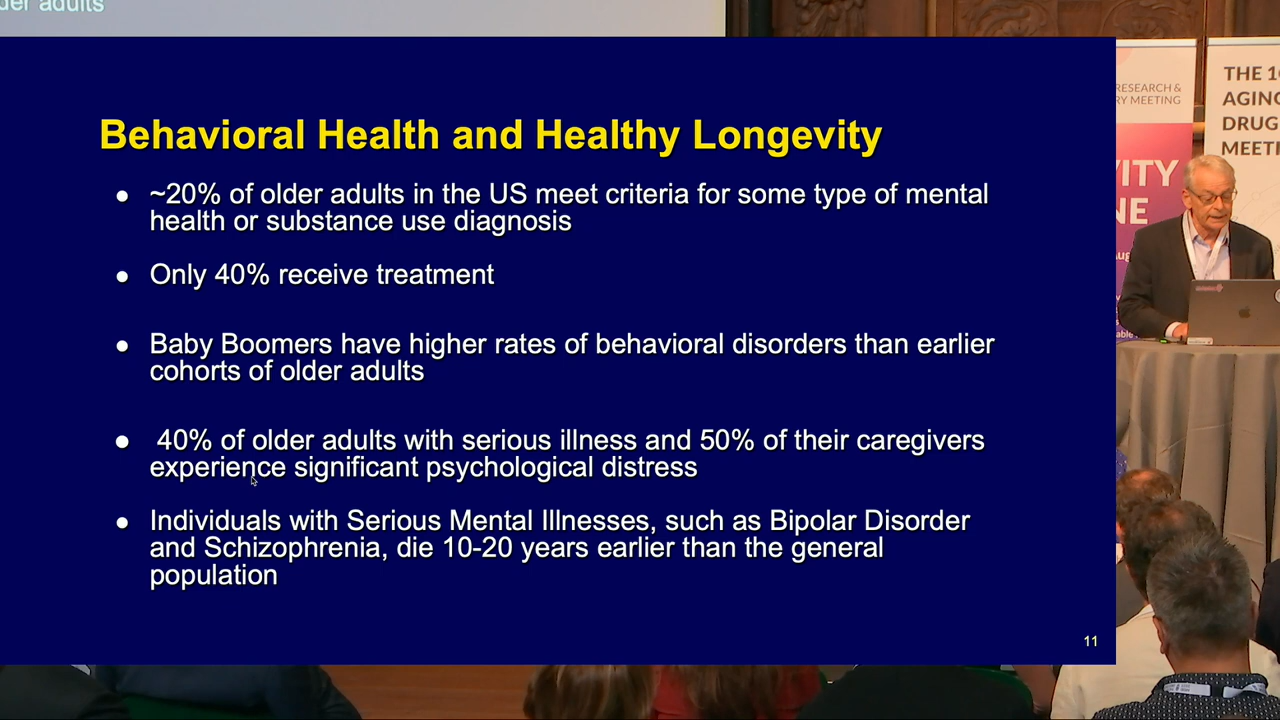 der adults
Behavioral Health and Healthy Longevity
● ~20% of older adults in the US meet criteria for some type of mental
health or substance use diagnosis
● Only 40% receive treatment
● Baby Boomers have higher rates of behavioral disorders than earlier
cohorts of older adults
● 40% of older adults with serious illness and 50% of their caregivers
experience significant psychological distress
● Individuals with Serious Mental Illnesses, such as Bipolar Disorder
and Schizophrenia, die 10-20 years earlier than the general
population
11
RESEARCH &
RY MEETING
VITY
NE
THE 1
AGING
DRUG
MEETI